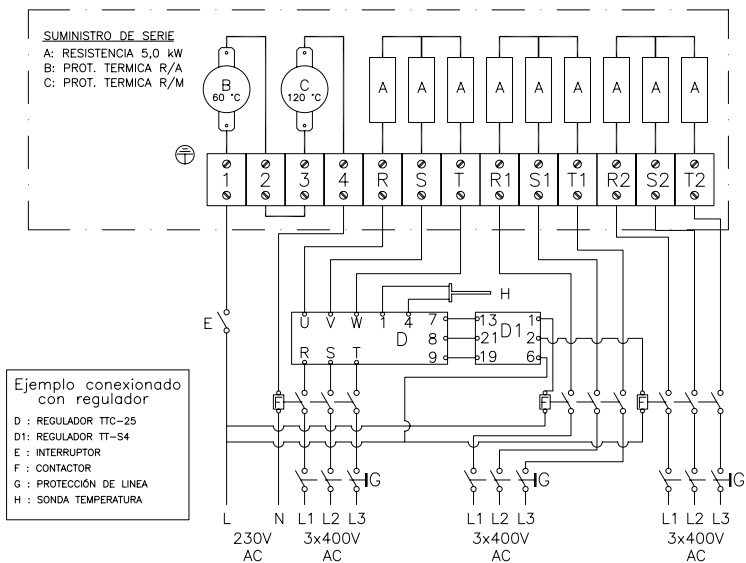 SUMINISTRO DE SERIE
A: RESISTENCIA 5,0 kW
B: PROT. TERMICA R/A
C: PROT. TERMICA R/M
B
60 °C
C
120 °C
A A A A A A A A A
1 2 3 4 R S T R1 S1 T1 R2 S2 T2
E
H
U V W 1 4 7 13 1
D 8 21 D1 2
R S T 9 19 6
F F F
Ejemplo conexionado
con regulador
D : REGULADOR TTC-25
D1: REGULADOR TT-S4
E : INTERRUPTOR
F : CONTACTOR
G : PROTECCIÓN DE LINEA
H : SONDA TEMPERATURA
G G G
L N L1 L2 L3 L1 L2 L3 L1 L2 L3
230V 3x400V 3x400V 3x400V
AC AC AC AC